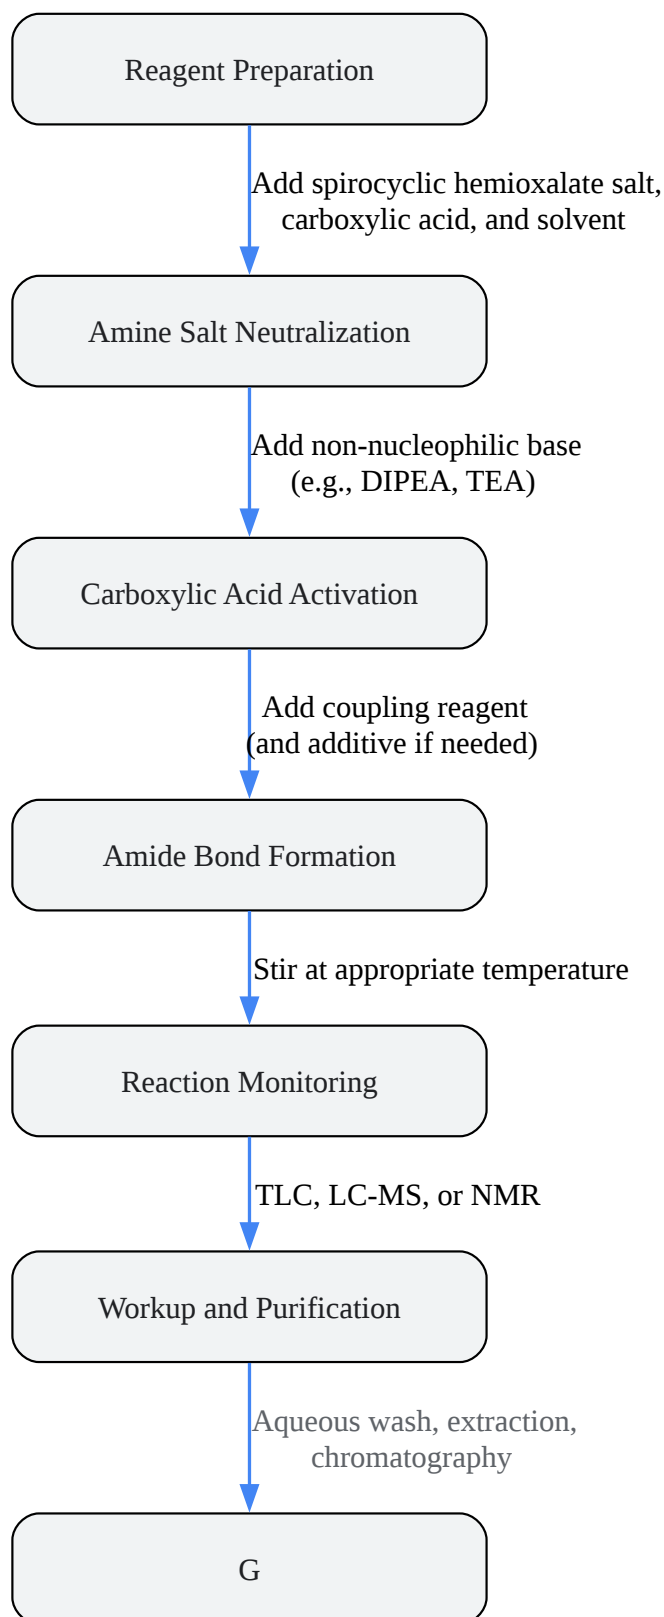 Reagent Preparation
Add spirocyclic hemioxalate salt,
carboxylic acid, and solvent
Amine Salt Neutralization
Add non-nucleophilic base
(e.g., DIPEA, TEA)
Carboxylic Acid Activation
Add coupling reagent
(and additive if needed)
Amide Bond Formation
Stir at appropriate temperature
Reaction Monitoring
TLC, LC-MS, or NMR
Workup and Purification
Aqueous wash, extraction,
chromatography
G